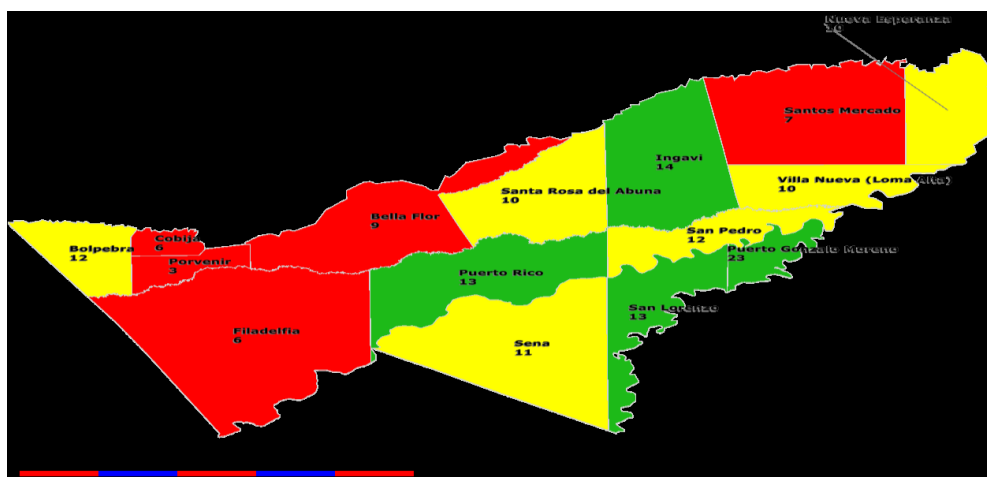 Nueva Esperanza
10
Santos Mercado
7
Ingavi
14
Villa Nueva (Loma Alta)
10
Santa Rosa del Abuna
10
Bella Flor
9
San Pedro
12
Cobija
6
Bolpebra
12
Puerto Gonzalo Moreno
23
Porvenir
3
Puerto Rico
13
San Lorenzo
13
Filadelfia
6
Sena
11